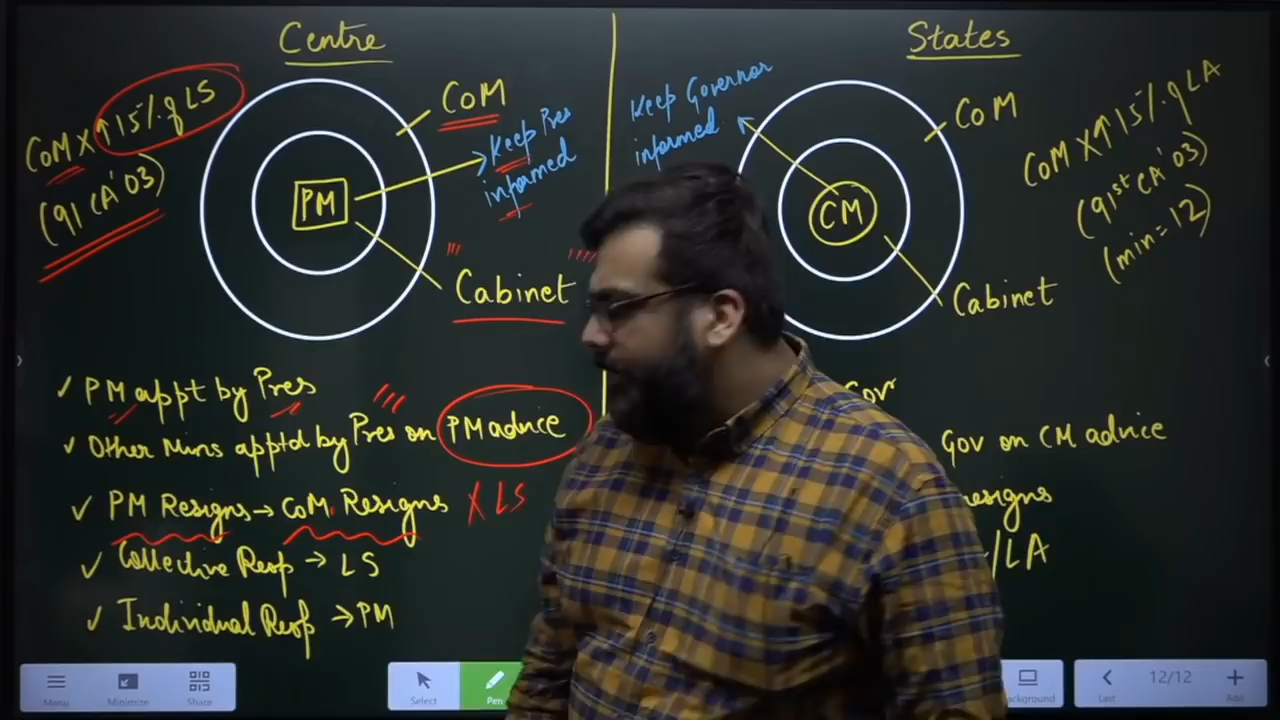 Centre
States
CoM X ↑ 15% of LS
(91 CA'03)
CoM
Keep Pres
informed
PM
Cabinet
Keep Governor
informed
CoM
CoM X ↑ 15% of LA
(91st CA'03)
(min = 12)
CM
Cabinet
✓ PM appt by Pres
✓ Other Mins apptd by Pres on PM advice
✓ PM Resigns → CoM Resigns X LS
✓ Collective Resp → LS
✓ Individual Resp → PM
Gov
Gov on CM advice
resigns
/LA
Menu
Minimize
Share
Select
Pen
ackground
Last
12/12
Add